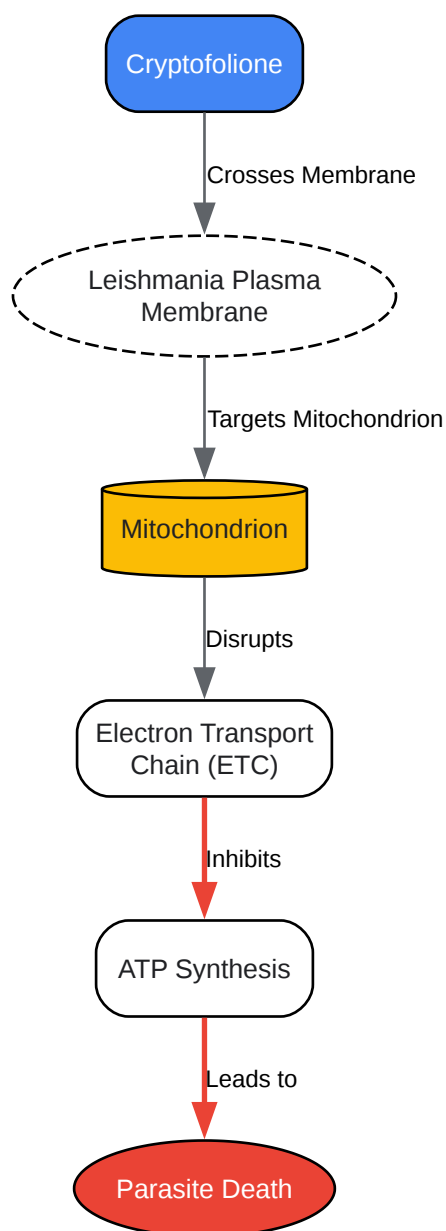 Cryptofolione
Crosses Membrane
Leishmania Plasma
Membrane
Targets Mitochondrion
Mitochondrion
Disrupts
Electron Transport
Chain (ETC)
Inhibits
ATP Synthesis
Leads to
Parasite Death